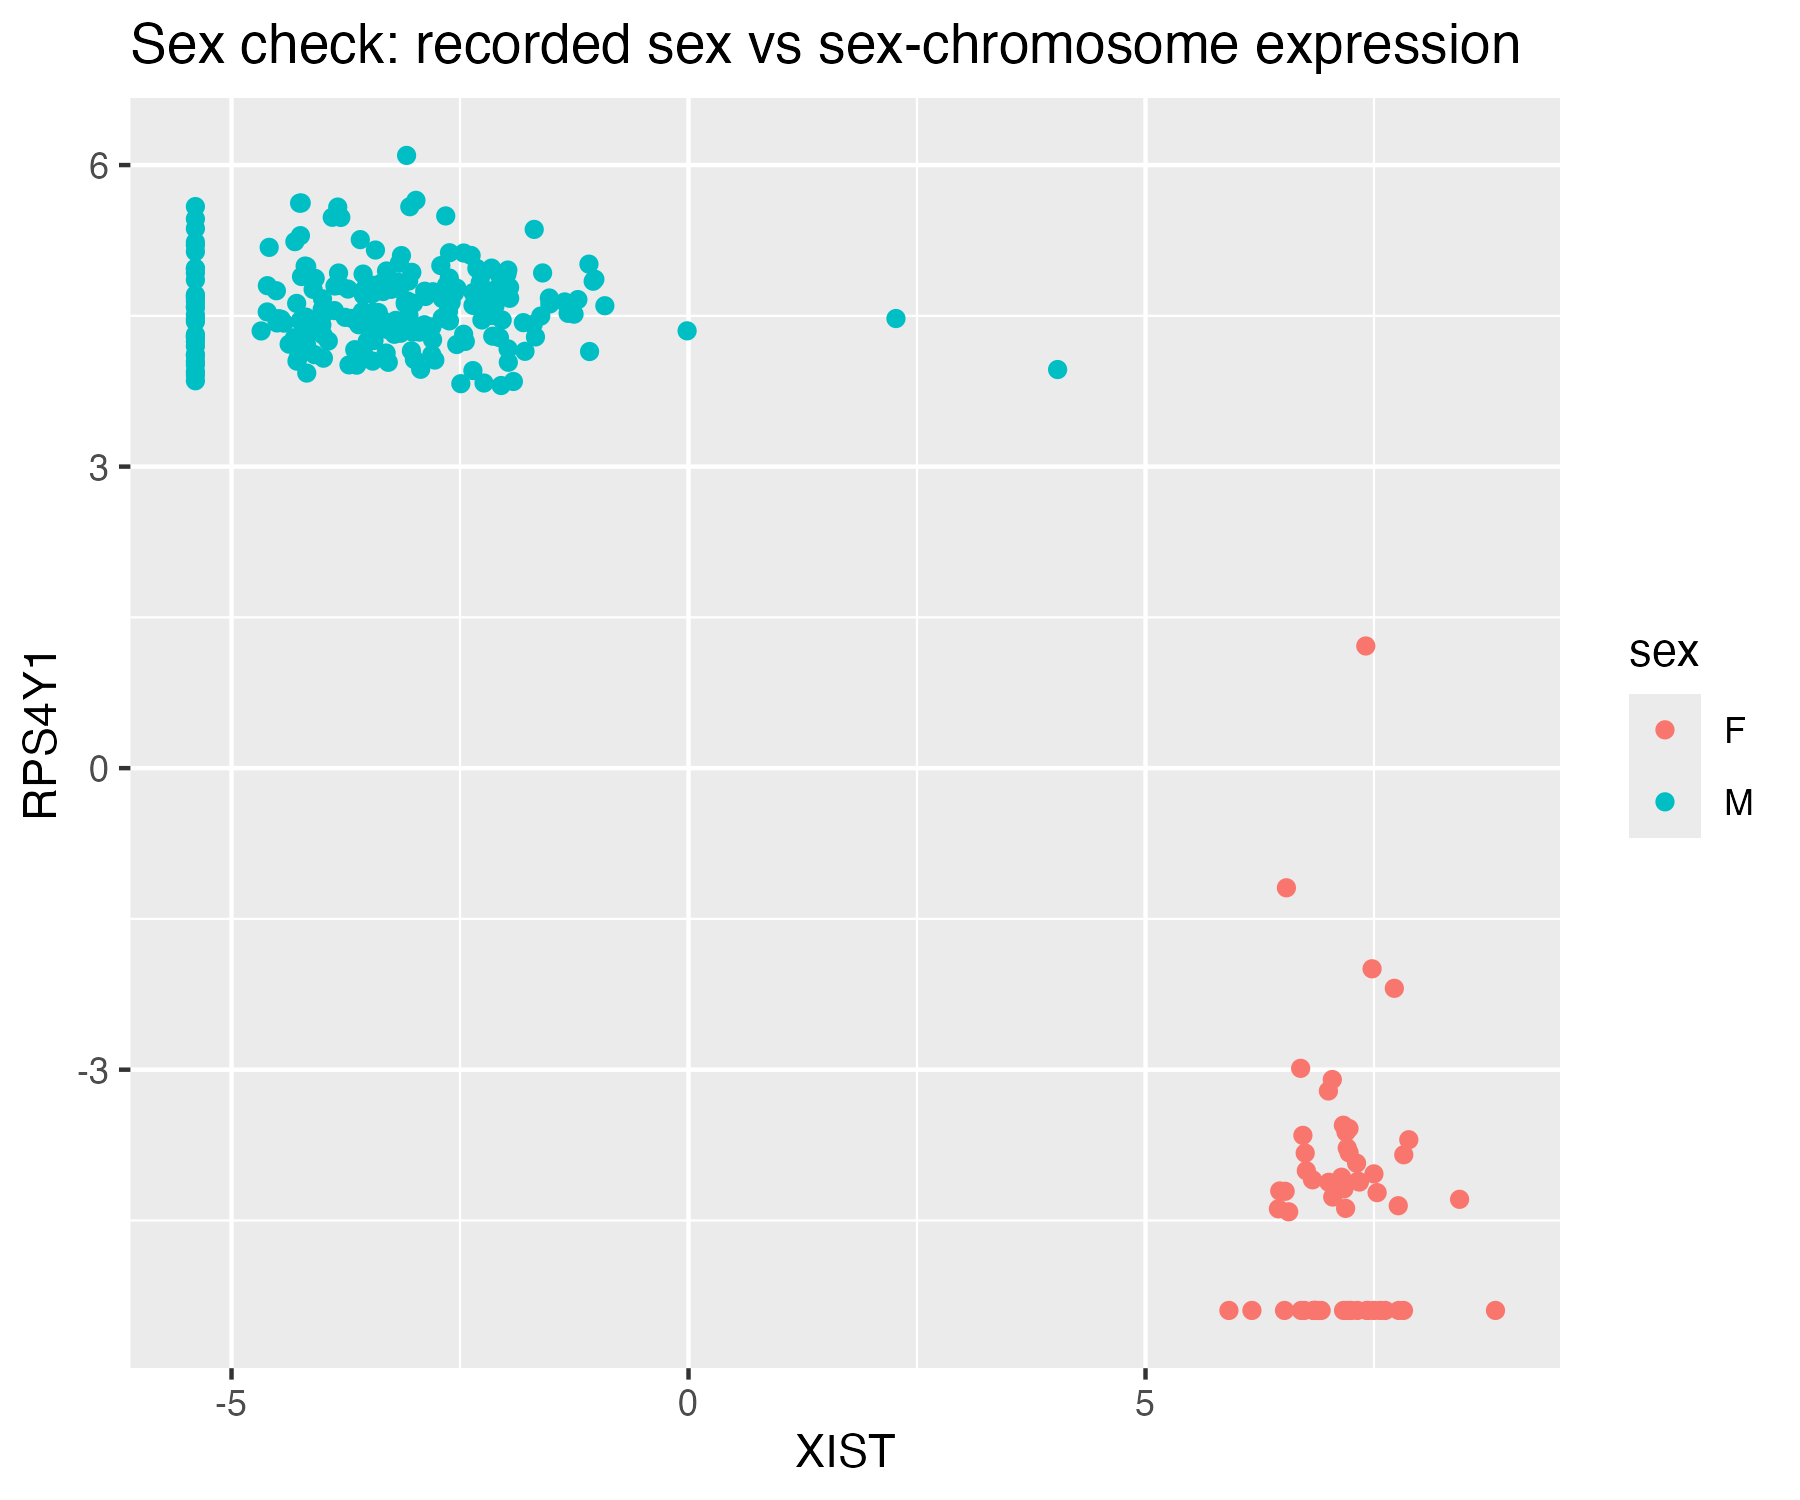 Sex check: recorded sex vs sex-chromosome expression
6
3
0
-3
RPS4Y1
-5
0
5
XIST
sex
F
M